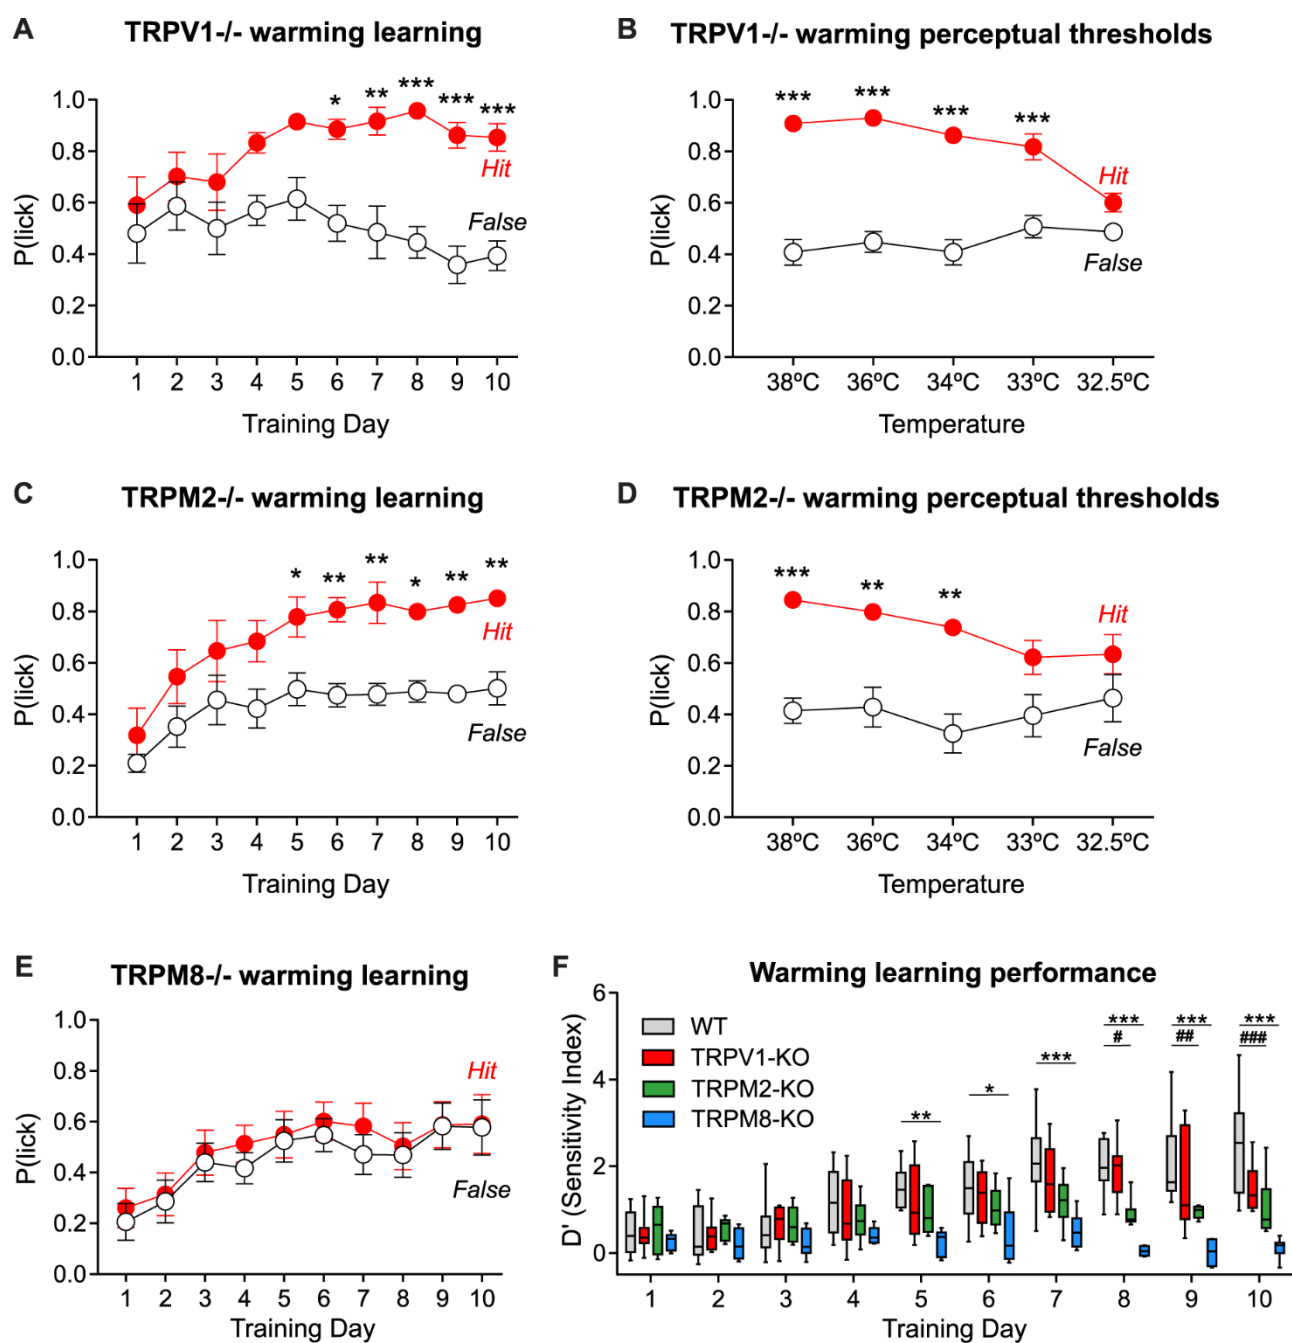 A TRPV1-/- warming learning
P(lick)
1.0
0.8
0.6
0.4
0.2
0.0
* ** *** *** ***
Hit
False
1 2 3 4 5 6 7 8 9 10
Training Day
B TRPV1-/- warming perceptual thresholds
P(lick)
1.0
0.8
0.6
0.4
0.2
0.0
*** *** *** ***
Hit
False
38ºC 36ºC 34ºC 33ºC 32.5ºC
Temperature
C TRPM2-/- warming learning
P(lick)
1.0
0.8
0.6
0.4
0.2
0.0
* ** ** * ** **
Hit
False
1 2 3 4 5 6 7 8 9 10
Training Day
D TRPM2-/- warming perceptual thresholds
P(lick)
1.0
0.8
0.6
0.4
0.2
0.0
*** ** **
Hit
False
38ºC 36ºC 34ºC 33ºC 32.5ºC
Temperature
E TRPM8-/- warming learning
P(lick)
1.0
0.8
0.6
0.4
0.2
0.0
Hit
False
1 2 3 4 5 6 7 8 9 10
Training Day
F Warming learning performance
D' (Sensitivity Index)
6
4
2
0
WT
TRPV1-KO
TRPM2-KO
TRPM8-KO
** * *** *** *** ***
# ## ###
1 2 3 4 5 6 7 8 9 10
Training Day